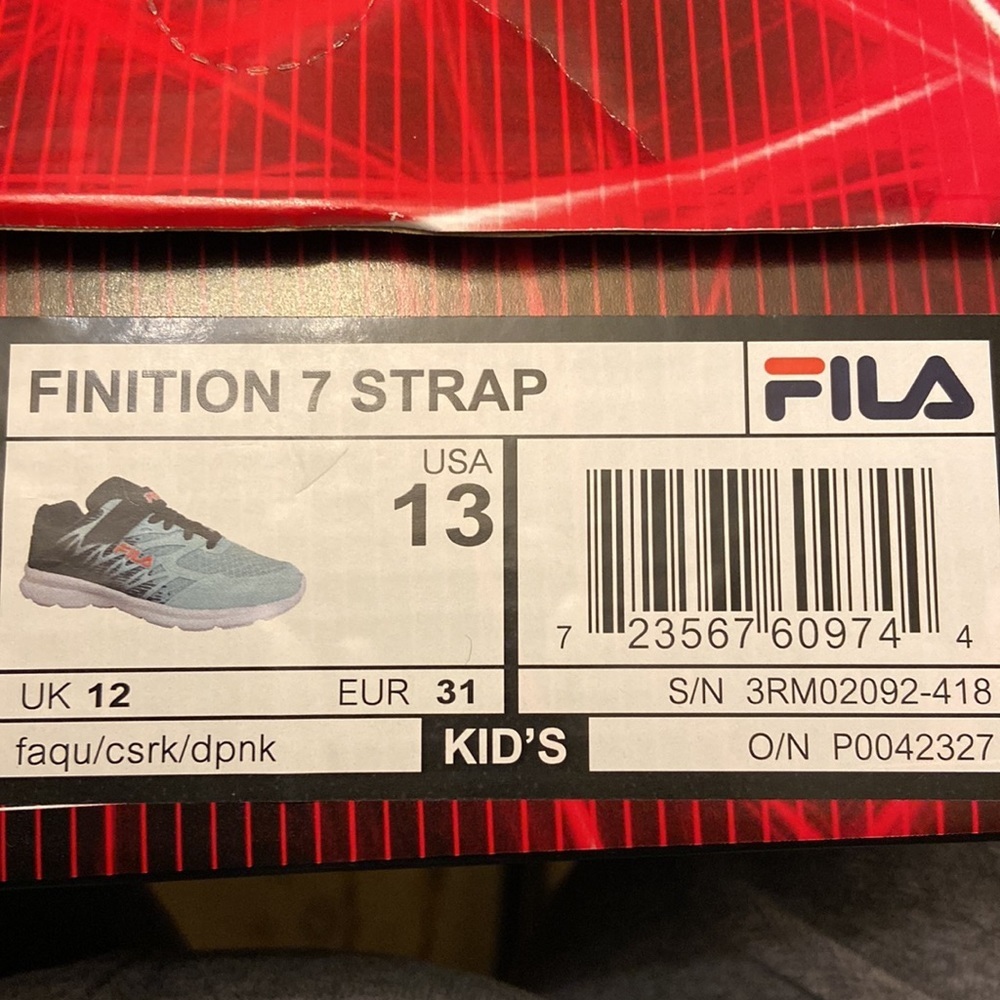 FINITION 7 STRAP
FILA
USA
13
FILA
7 23567 60974 4
UK 12
EUR 31
S/N 3RM02092-418
faqu/csrk/dpnk
KID'S
O/N P0042327